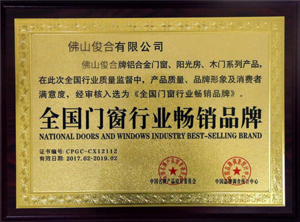 佛山俊合有限公司
佛山俊合牌铝合金门窗、阳光房、木门系列产品,
在此次全国行业质量监督中,产品质量、品牌形象及消费者
满意度,经审核入选为《全国门窗行业畅销品牌》。
全国门窗行业畅销品牌
NATIONAL DOORS AND WINDOWS INDUSTRY BEST-SELLING BRAND
证书编号:CPGC-CX12112
有效日期:2017.02-2019.02